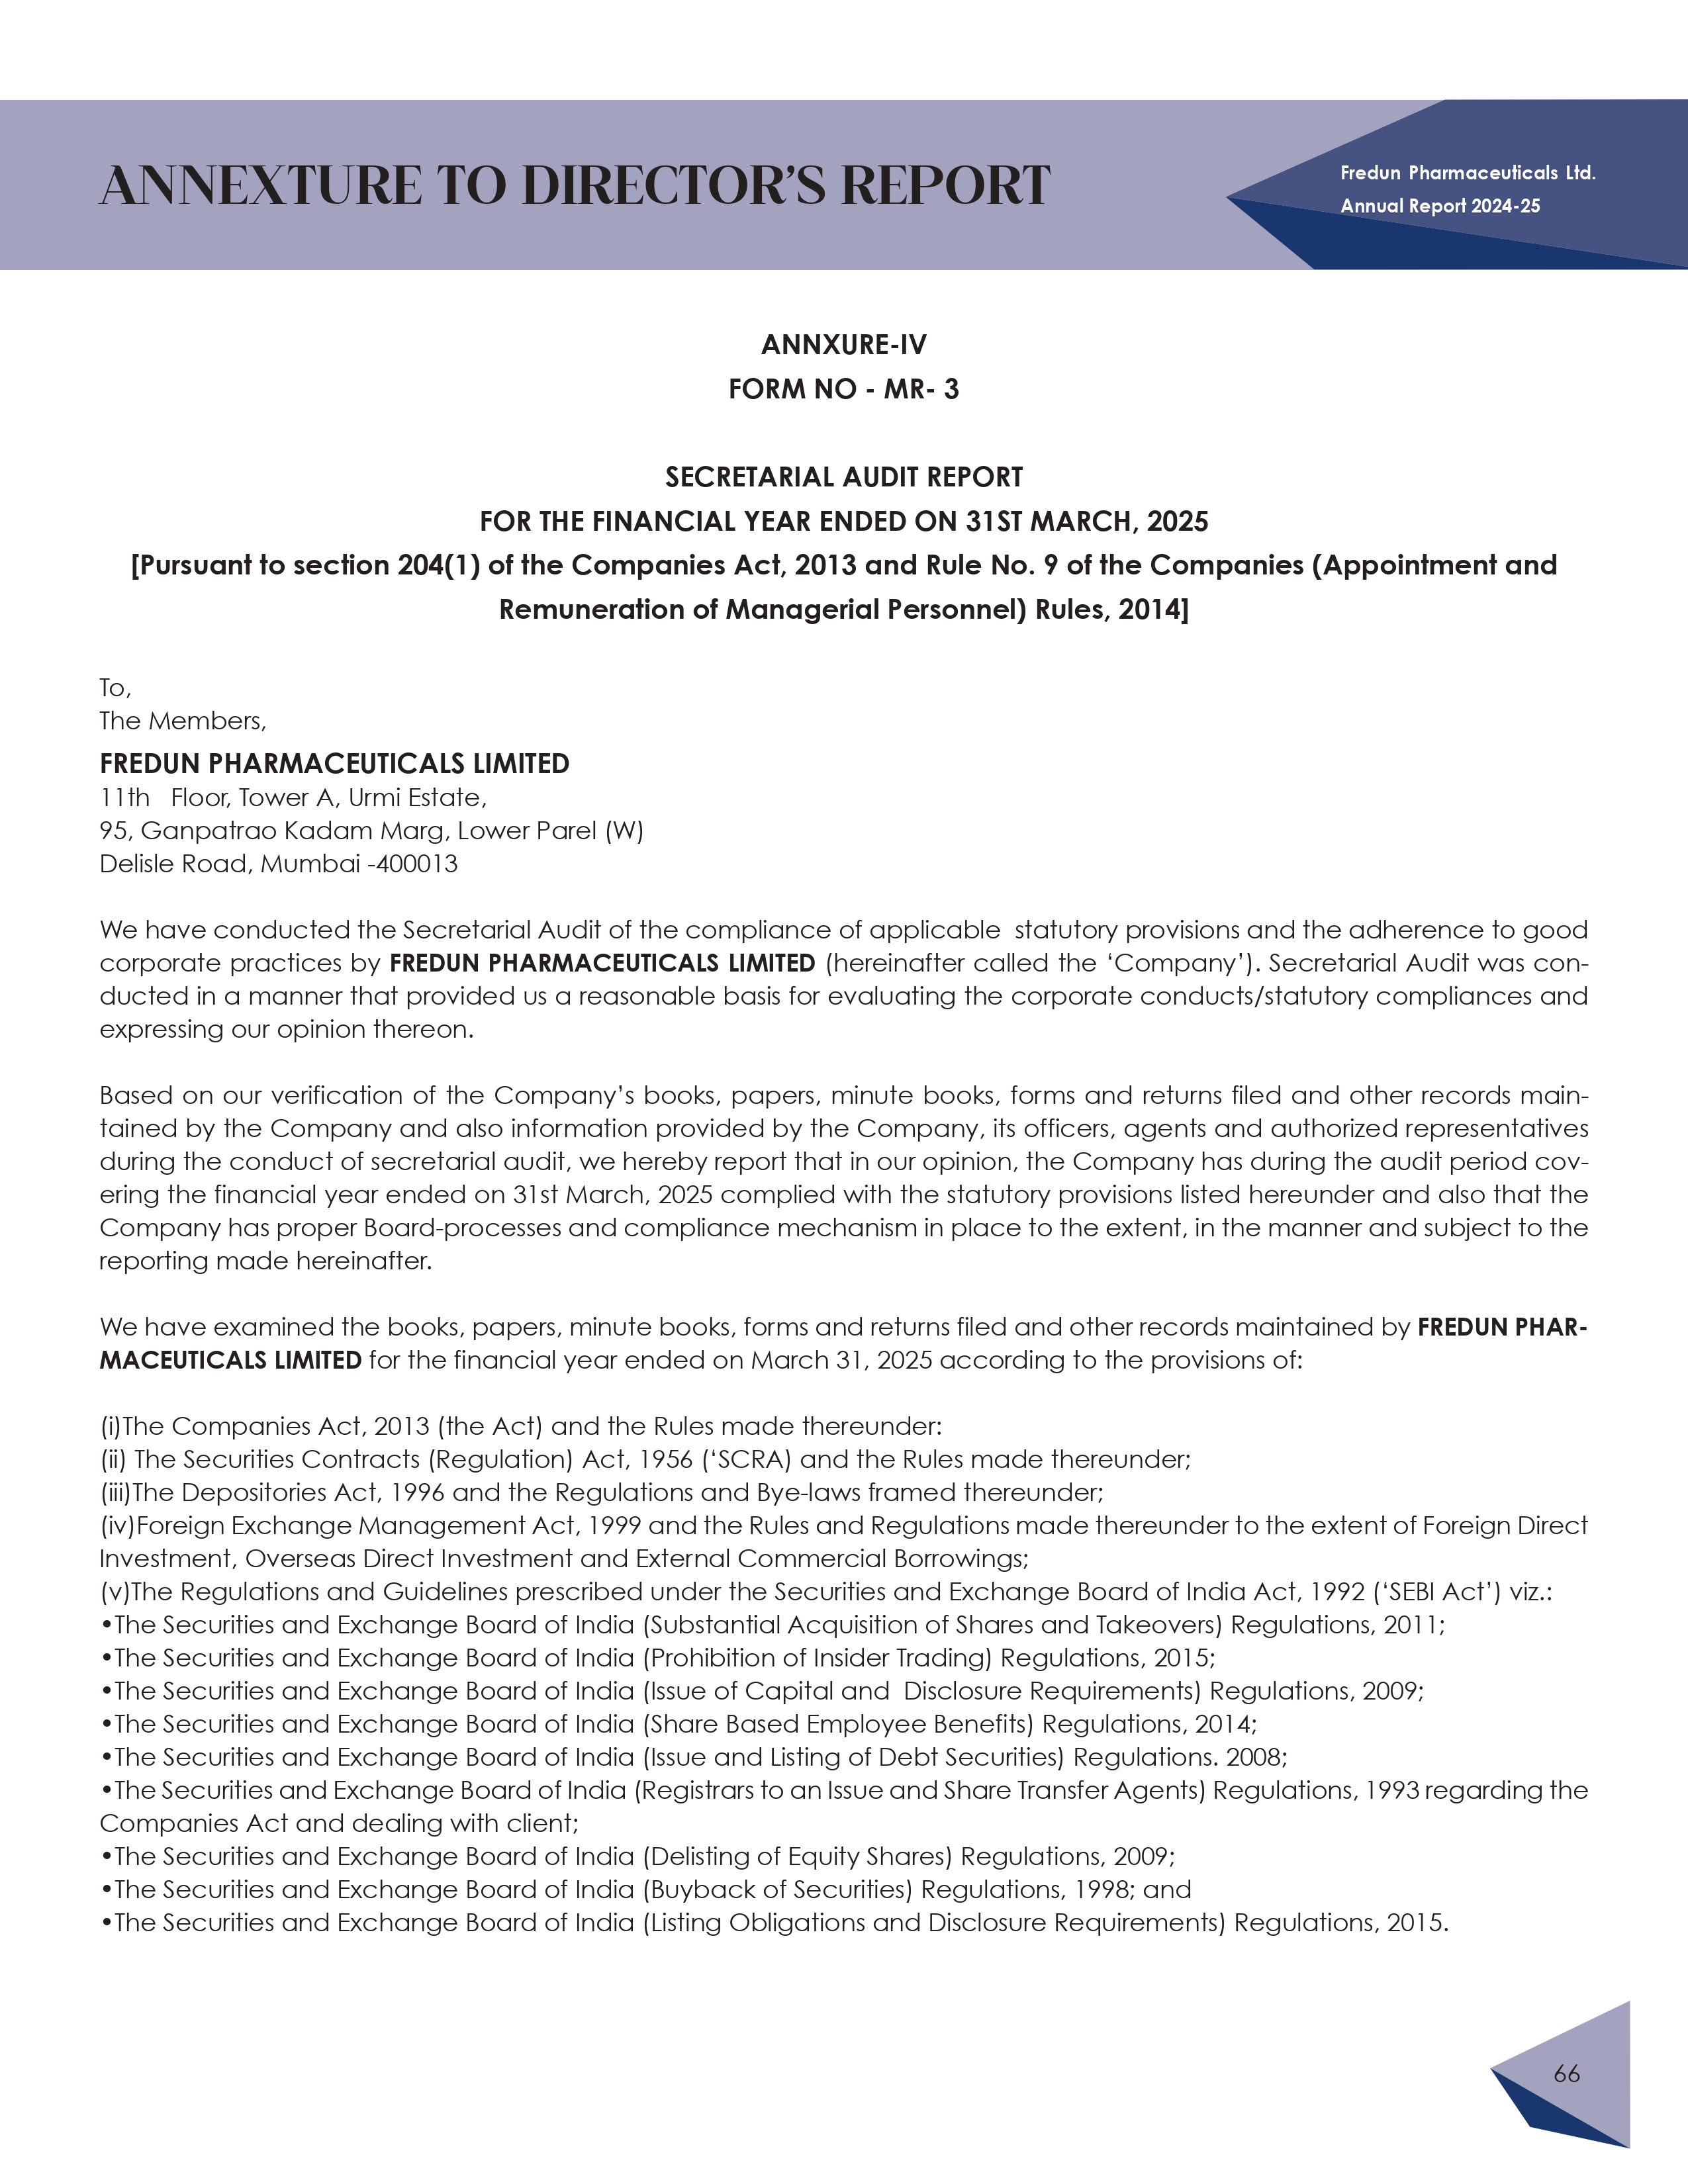 ANNEXTURE TO DIRECTOR’S REPORT
Fredun Pharmaceuticals Ltd.
Annual Report 2024-25
ANNXURE-IV
FORM NO - MR- 3
SECRETARIAL AUDIT REPORT
FOR THE FINANCIAL YEAR ENDED ON 31ST MARCH, 2025
[Pursuant to section 204(1) of the Companies Act, 2013 and Rule No. 9 of the Companies (Appointment and
Remuneration of Managerial Personnel) Rules, 2014]
To,
The Members,
FREDUN PHARMACEUTICALS LIMITED
11th   Floor, Tower A, Urmi Estate,
95, Ganpatrao Kadam Marg, Lower Parel (W)
Delisle Road, Mumbai -400013
We have conducted the Secretarial Audit of the compliance of applicable  statutory provisions and the adherence to good
corporate practices by FREDUN PHARMACEUTICALS LIMITED (hereinafter called the ‘Company’). Secretarial Audit was con-
ducted in a manner that provided us a reasonable basis for evaluating the corporate conducts/statutory compliances and
expressing our opinion thereon.
Based on our verification of the Company’s books, papers, minute books, forms and returns filed and other records main-
tained by the Company and also information provided by the Company, its officers, agents and authorized representatives
during the conduct of secretarial audit, we hereby report that in our opinion, the Company has during the audit period cov-
ering the financial year ended on 31st March, 2025 complied with the statutory provisions listed hereunder and also that the
Company has proper Board-processes and compliance mechanism in place to the extent, in the manner and subject to the
reporting made hereinafter.
We have examined the books, papers, minute books, forms and returns filed and other records maintained by FREDUN PHAR-
MACEUTICALS LIMITED for the financial year ended on March 31, 2025 according to the provisions of:
(i)The Companies Act, 2013 (the Act) and the Rules made thereunder:
(ii) The Securities Contracts (Regulation) Act, 1956 (‘SCRA) and the Rules made thereunder;
(iii)The Depositories Act, 1996 and the Regulations and Bye-laws framed thereunder;
(iv)Foreign Exchange Management Act, 1999 and the Rules and Regulations made thereunder to the extent of Foreign Direct
Investment, Overseas Direct Investment and External Commercial Borrowings;
(v)The Regulations and Guidelines prescribed under the Securities and Exchange Board of India Act, 1992 (‘SEBI Act’) viz.:
•The Securities and Exchange Board of India (Substantial Acquisition of Shares and Takeovers) Regulations, 2011;
•The Securities and Exchange Board of India (Prohibition of Insider Trading) Regulations, 2015;
•The Securities and Exchange Board of India (Issue of Capital and  Disclosure Requirements) Regulations, 2009;
•The Securities and Exchange Board of India (Share Based Employee Benefits) Regulations, 2014;
•The Securities and Exchange Board of India (Issue and Listing of Debt Securities) Regulations. 2008;
•The Securities and Exchange Board of India (Registrars to an Issue and Share Transfer Agents) Regulations, 1993 regarding the
Companies Act and dealing with client;
•The Securities and Exchange Board of India (Delisting of Equity Shares) Regulations, 2009;
•The Securities and Exchange Board of India (Buyback of Securities) Regulations, 1998; and
•The Securities and Exchange Board of India (Listing Obligations and Disclosure Requirements) Regulations, 2015.
66